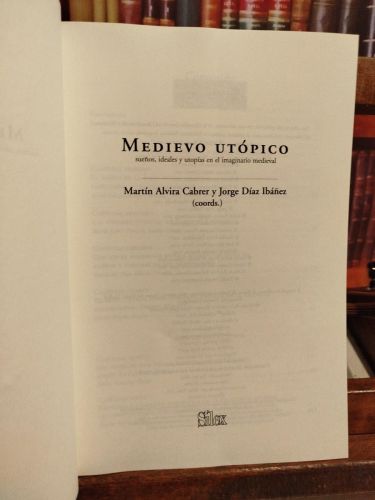 MEDIEVO UTÓPICO
sueños, ideales y utopías en el imaginario medieval
Martín Alvira Cabrer y Jorge Díaz Ibáñez
(coords.)
Sílex